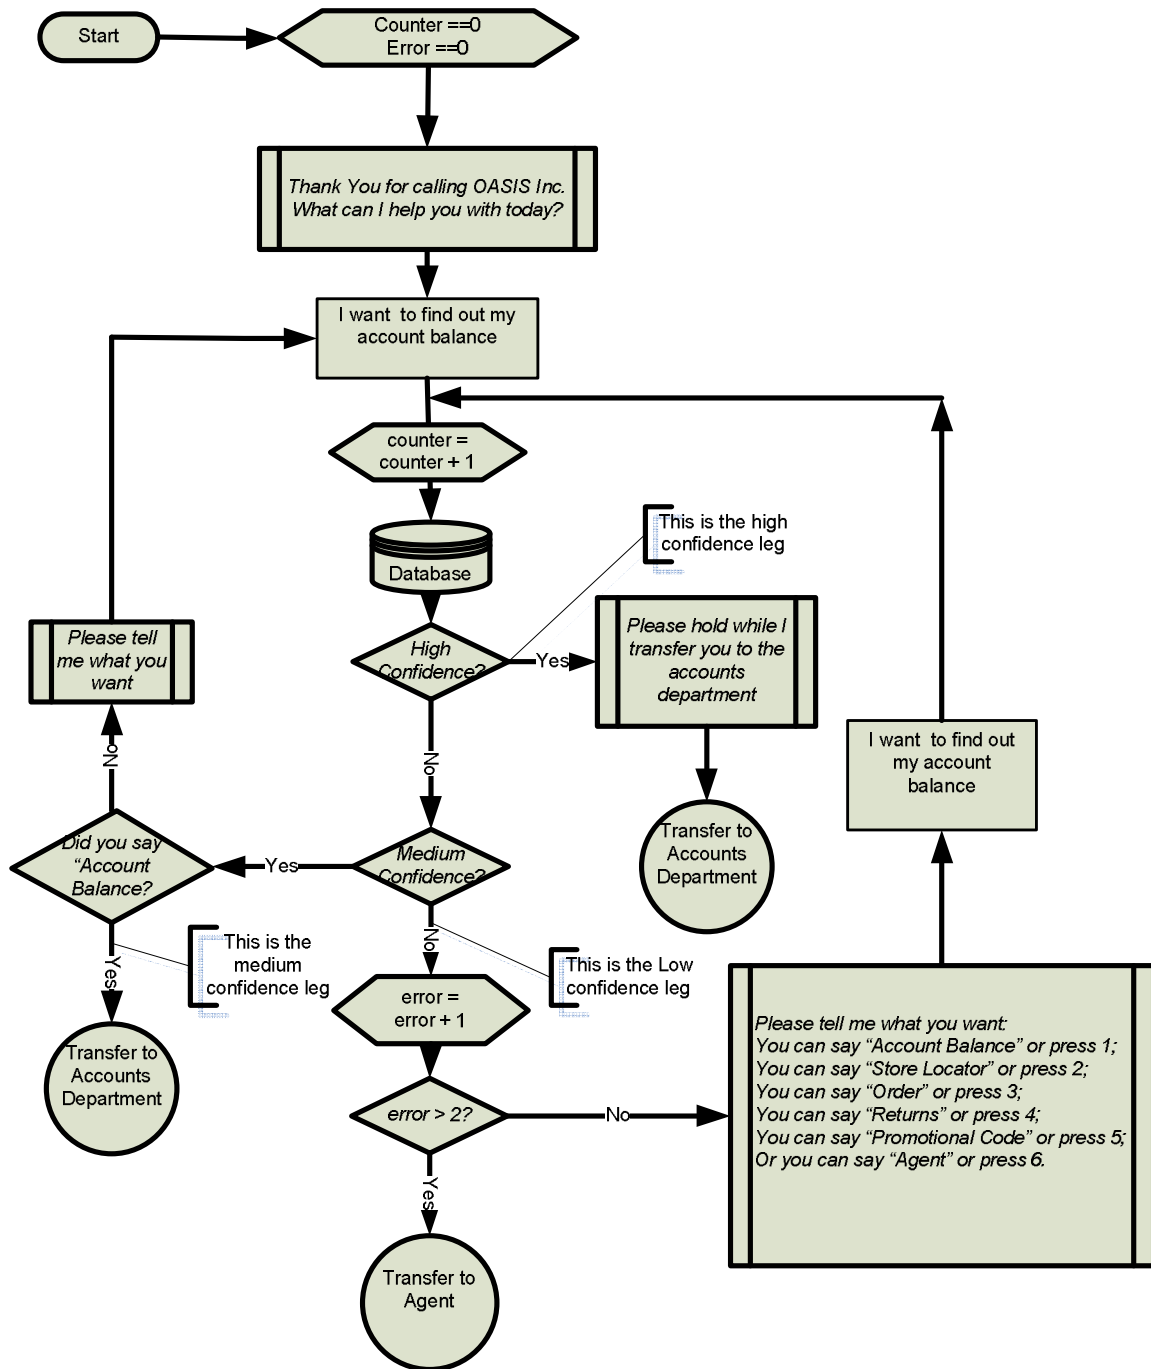 Start
Counter ==0
Error ==0
Thank You for calling OASIS Inc.
What can I help you with today?
I want  to find out my
account balance
counter =
counter + 1
Database
This is the high
confidence leg
High
Confidence?
Yes
Please hold while I
transfer you to the
accounts
department
Please tell
me what you
want
No
No
I want  to find out
my account
balance
Transfer to
Accounts
Department
Did you say
“Account
Balance?
Yes
Medium
Confidence?
No
Yes
This is the
medium
confidence leg
This is the Low
confidence leg
error =
error + 1
Please tell me what you want:
You can say “Account Balance” or press 1;
You can say “Store Locator” or press 2;
You can say “Order” or press 3;
You can say “Returns” or press 4;
You can say “Promotional Code” or press 5;
Or you can say “Agent” or press 6.
Transfer to
Accounts
Department
error > 2?
No
Yes
Transfer to
Agent